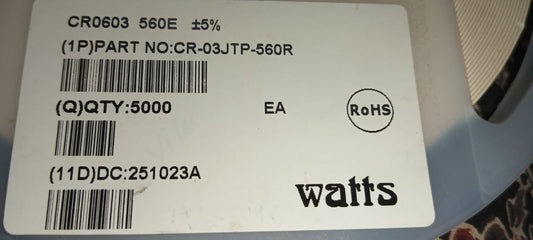 CR0603 560E ±5%
(1P)PART NO:CR-03JTP-560R
(Q)QTY:5000 EA RoHS
(11D)DC:251023A
watts